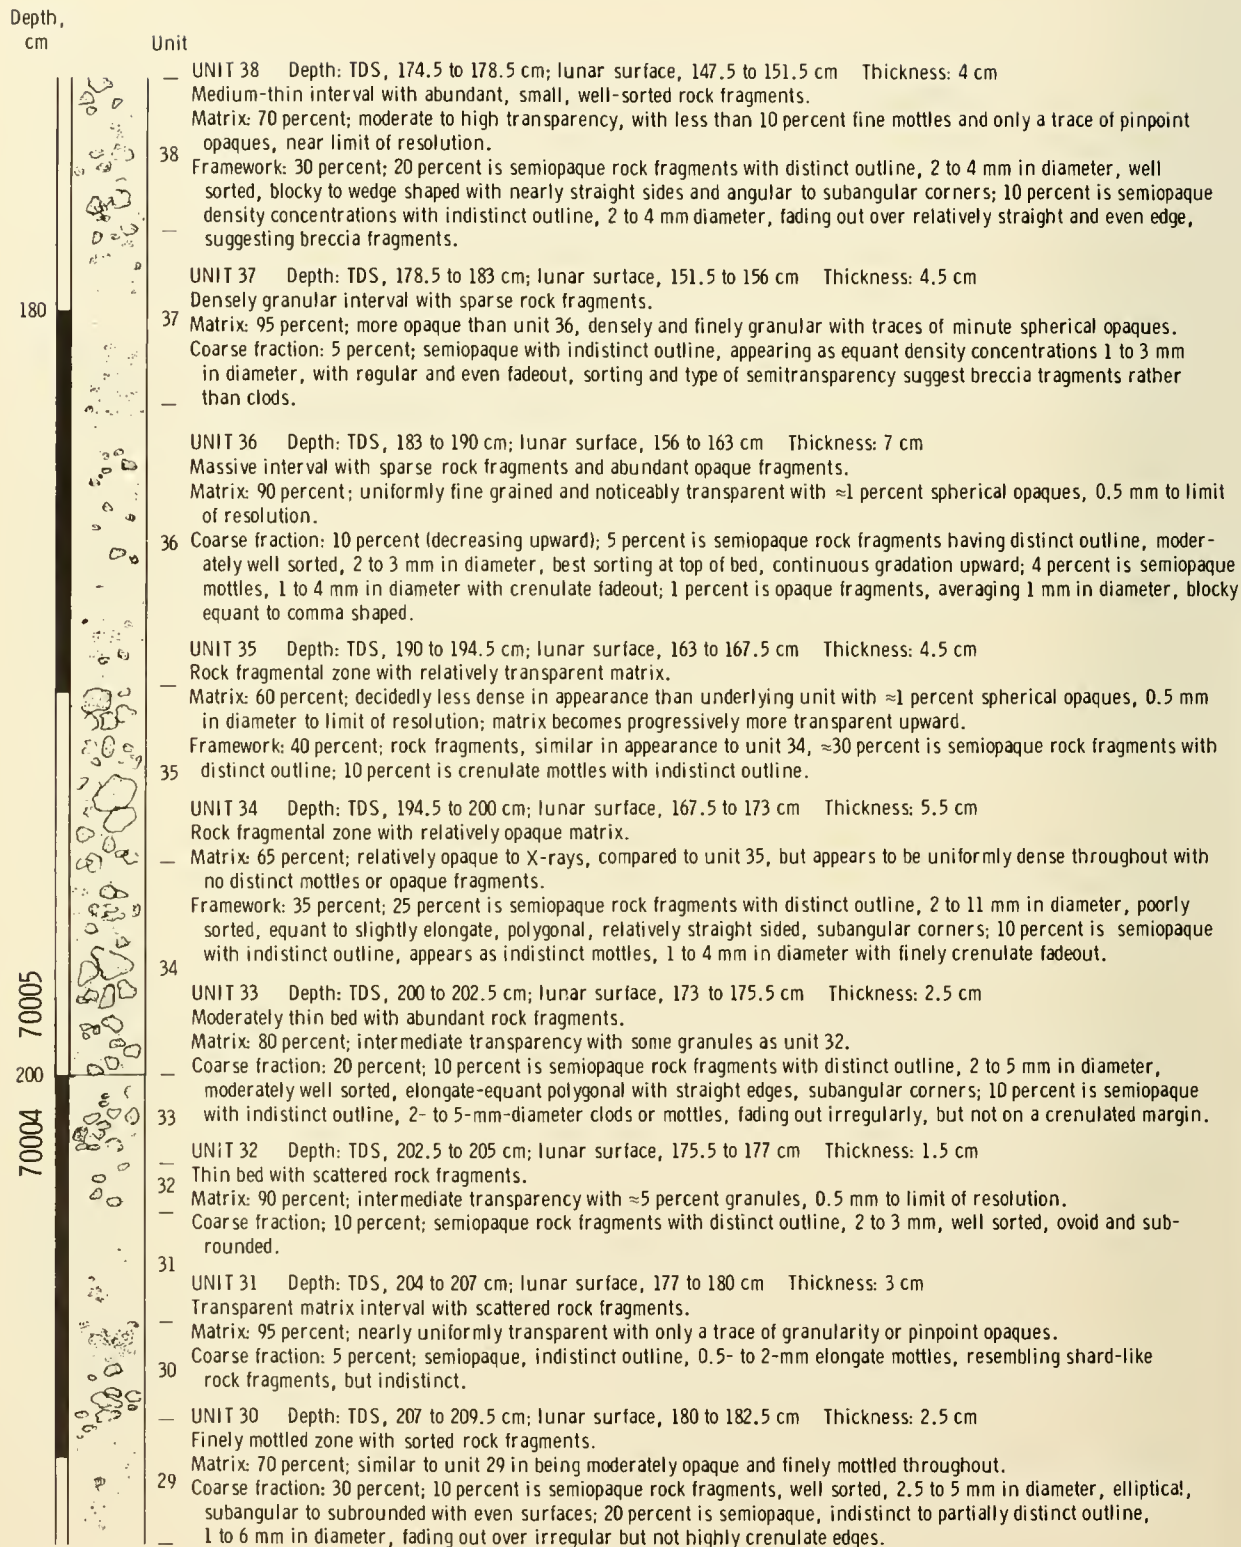 Depth,
cm
Unit
UNIT 38 Depth: TDS, 174.5 to 178.5 cm; lunar surface, 147.5 to 151.5 cm Thickness: 4 cm
Medium-thin interval with abundant, small, well-sorted rock fragments.
Matrix: 70 percent; moderate to high transparency, with less than 10 percent fine mottles and only a trace of pinpoint
opaques, near limit of resolution.
38
Framework: 30 percent; 20 percent is semiopaque rock fragments with distinct outline, 2 to 4 mm in diameter, well
sorted, blocky to wedge shaped with nearly straight sides and angular to subangular corners; 10 percent is semiopaque
density concentrations with indistinct outline, 2 to 4 mm diameter, fading out over relatively straight and even edge,
suggesting breccia fragments.
UNIT 37 Depth: TDS, 178.5 to 183 cm; lunar surtace, 151.5 to 156 cm Thickness: 4.5 cm
Densely granular interval with sparse rock fragments.
180
37
Matrix: 95 percent; more opaque than unit 36, densely and finely granular with traces of minute spherical opaques.
Coarse fraction: 5 percent; semiopaque with indistinct outline, appearing as equant density concentrations 1 to 3 mm
in diameter, with regular and even fadeout, sorting and type of semitransparency suggest breccia tragments rather
than clods.
UNIT 36 Depth: TDS, 183 to 190 cm; lunar surface, 156 to 163 cm Thickness: 7 cm
Massive interval with sparse rock fragments and abundant opaque fragments.
Matrix: 90 percent; uniformly fine grained and noticeably transparent with ≈1 percent spherical opaques, 0.5 mm to limit
of resolution.
36
Coarse fraction: 10 percent (decreasing upward); 5 percent is semiopaque rock fragments having distinct outline, moder-
ately well sorted, 2 to 3 mm in diameter, best sorting at top of bed, continuous gradation upward; 4 percent is semiopaque
mottles, 1 to 4 mm in diameter with crenulate fadeout; 1 percent is opaque fragments, averaging 1 mm in diameter, blocky
equant to comma shaped.
UNIT 35 Depth: TDS, 190 to 194.5 cm; lunar surface, 163 to 167.5 cm Thickness: 4.5 cm
Rock fragmental zone with relatively transparent matrix.
Matrix: 60 percent; decidedly less dense in appearance than underlying unit with ≈1 percent spherical opaques, 0.5 mm
in diameter to limit of resolution; matrix becomes progressively more transparent upward.
Framework: 40 percent; rock fragments, similar in appearance to unit 34, ≈30 percent is semiopaque rock fragments with
35
distinct outline; 10 percent is crenulate mottles with indistinct outline.
UNIT 34 Depth: TDS, 194.5 to 200 cm; lunar surface, 167.5 to 173 cm Thickness: 5.5 cm
Rock fragmental zone with relatively opaque matrix.
Matrix: 65 percent; relatively opaque to X-rays, compared to unit 35, but appears to be uniformly dense throughout with
no distinct mottles or opaque fragments.
Framework: 35 percent; 25 percent is semiopaque rock fragments with distinct outline, 2 to 11 mm in diameter, poorly
sorted, equant to slightly elongate, polygonal, relatively straight sided, subangular corners; 10 percent is semiopaque
with indistinct outline, appears as indistinct mottles, 1 to 4 mm in diameter with finely crenulate fadeout.
34
70005
UNIT 33 Depth: TDS, 200 to 202.5 cm; lunar surface, 173 to 175.5 cm Thickness: 2.5 cm
Moderately thin bed with abundant rock fragments.
Matrix: 80 percent; intermediate transparency with some granules as unit 32.
200
Coarse fraction: 20 percent; 10 percent is semiopaque rock fragments with distinct outline, 2 to 5 mm in diameter,
moderately well sorted, elongate-equant polygonal with straight edges, subangular corners; 10 percent is semiopaque
33
with indistinct outline, 2- to 5-mm-diameter clods or mottles, fading out irregularly, but not on a crenulated margin.
70004
UNIT 32 Depth: TDS, 202.5 to 205 cm; lunar surface, 175.5 to 177 cm Thickness: 1.5 cm
Thin bed with scattered rock fragments.
32
Matrix: 90 percent; intermediate transparency with ≈5 percent granules, 0.5 mm to limit of resolution.
Coarse fraction; 10 percent; semiopaque rock fragments with distinct outline, 2 to 3 mm, well sorted, ovoid and sub-
rounded.
31
UNIT 31 Depth: TDS, 204 to 207 cm; lunar surface, 177 to 180 cm Thickness: 3 cm
Transparent matrix interval with scattered rock fragments.
Matrix: 95 percent; nearly uniformly transparent with only a trace of granularity or pinpoint opaques.
Coarse fraction: 5 percent; semiopaque, indistinct outline, 0.5- to 2-mm elongate mottles, resembling shard-like
30
rock fragments, but indistinct.
UNIT 30 Depth: TDS, 207 to 209.5 cm; lunar surface, 180 to 182.5 cm Thickness: 2.5 cm
Finely mottled zone with sorted rock fragments.
Matrix: 70 percent; similar to unit 29 in being moderately opaque and finely mottled throughout.
29
Coarse fraction: 30 percent; 10 percent is semiopaque rock fragments, well sorted, 2.5 to 5 mm in diameter, elliptical,
subangular to subrounded with even surfaces; 20 percent is semiopaque, indistinct to partially distinct outline,
1 to 6 mm in diameter, fading out over irregular but not highly crenulate edges.